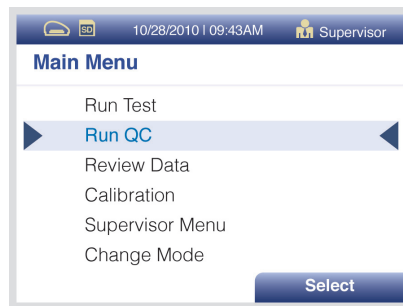 SD 10/28/2010 | 09:43AM Supervisor
Main Menu
Run Test
Run QC
Review Data
Calibration
Supervisor Menu
Change Mode
Select